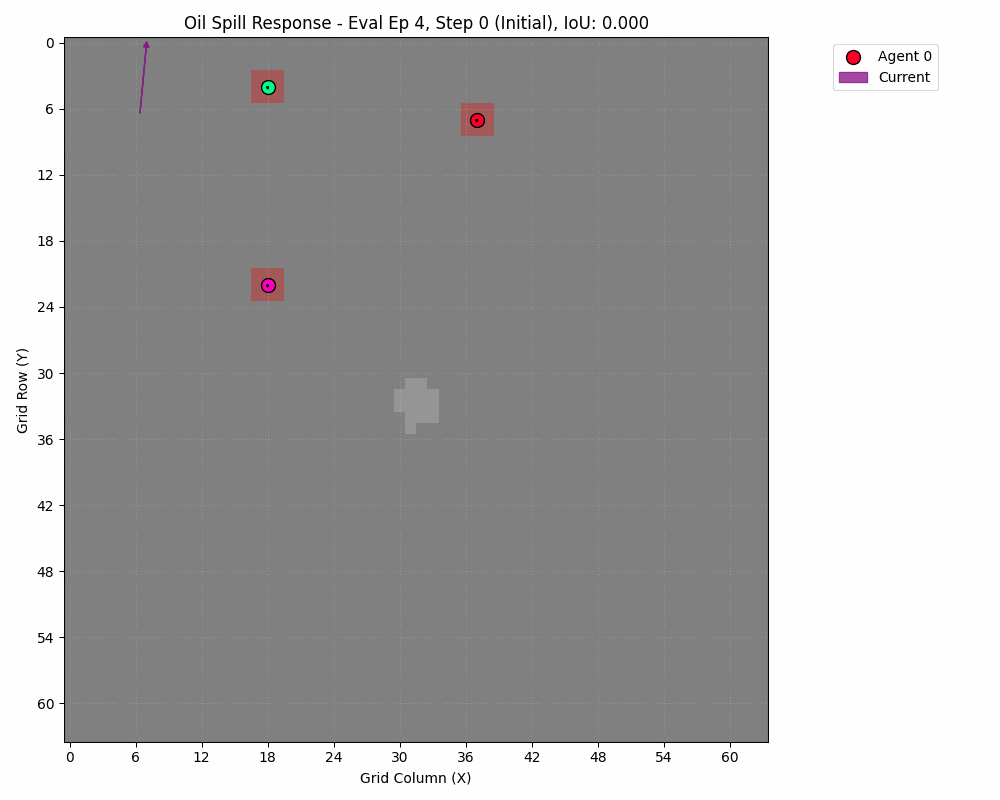 Oil Spill Response - Eval Ep 4, Step 0 (Initial), IoU: 0.000
Agent 0
Current
0
6
12
18
24
30
36
42
48
54
60
Grid Row (Y)
0 6 12 18 24 30 36 42 48 54 60
Grid Column (X)